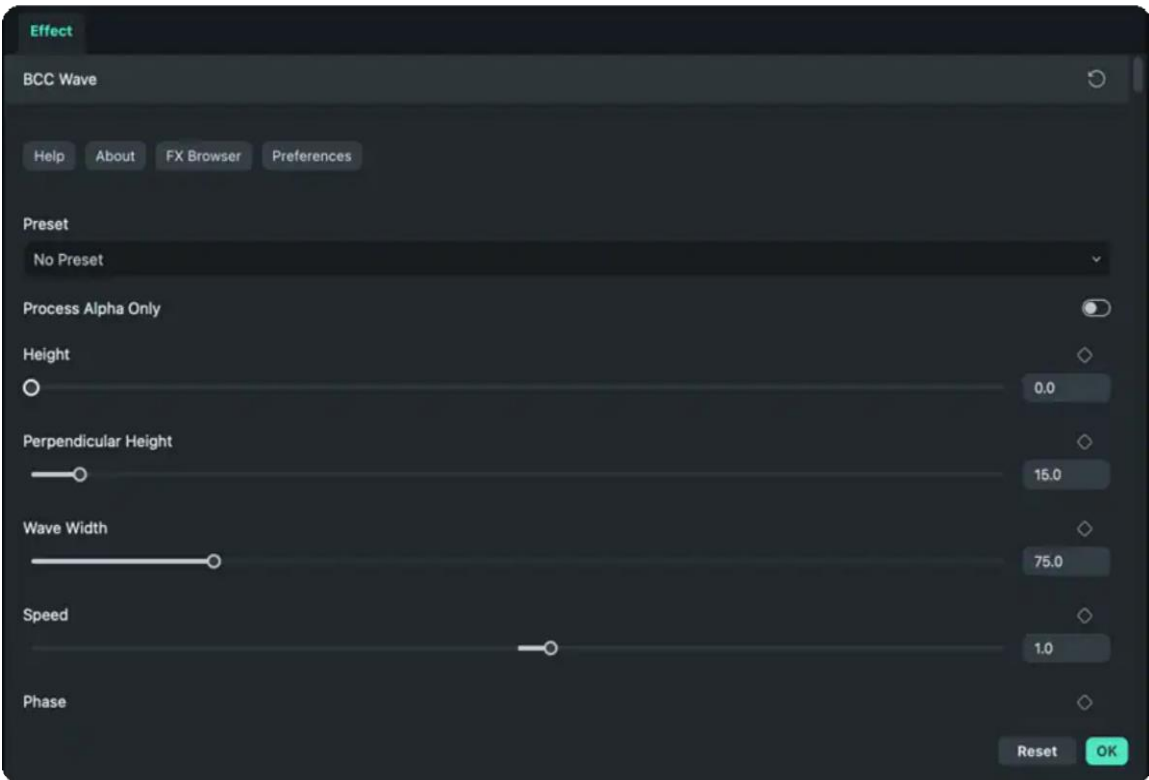 Effect
BCC Wave
Help About FX Browser Preferences
Preset
No Preset
Process Alpha Only
Height
0.0
Perpendicular Height
15.0
Wave Width
75.0
Speed
1.0
Phase
Reset OK